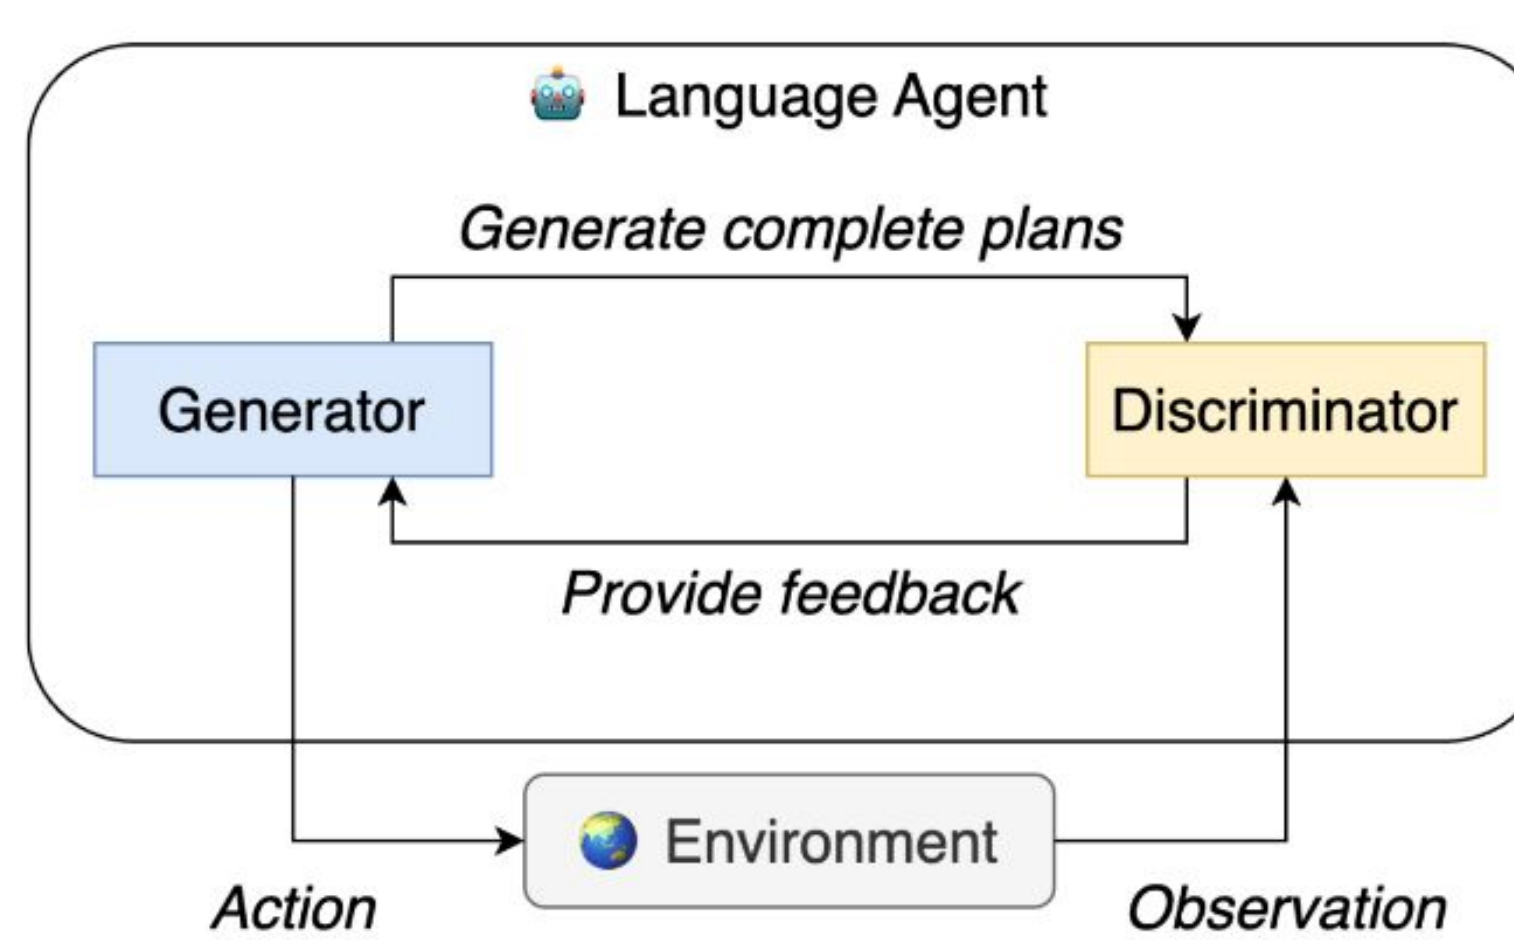 Language Agent
Generate complete plans
Generator
Discriminator
Provide feedback
Environment
Action
Observation